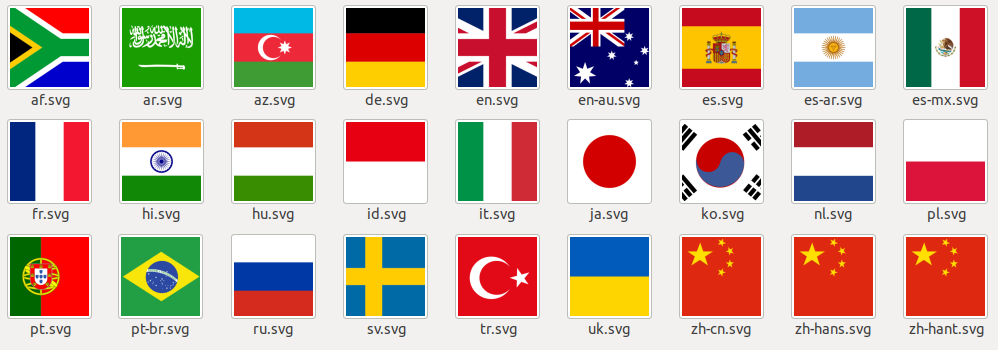 af.svg ar.svg az.svg de.svg en.svg en-au.svg es.svg es-ar.svg es-mx.svg
fr.svg hi.svg hu.svg id.svg it.svg ja.svg ko.svg nl.svg pl.svg
pt.svg pt-br.svg ru.svg sv.svg tr.svg uk.svg zh-cn.svg zh-hans.svg zh-hant.svg